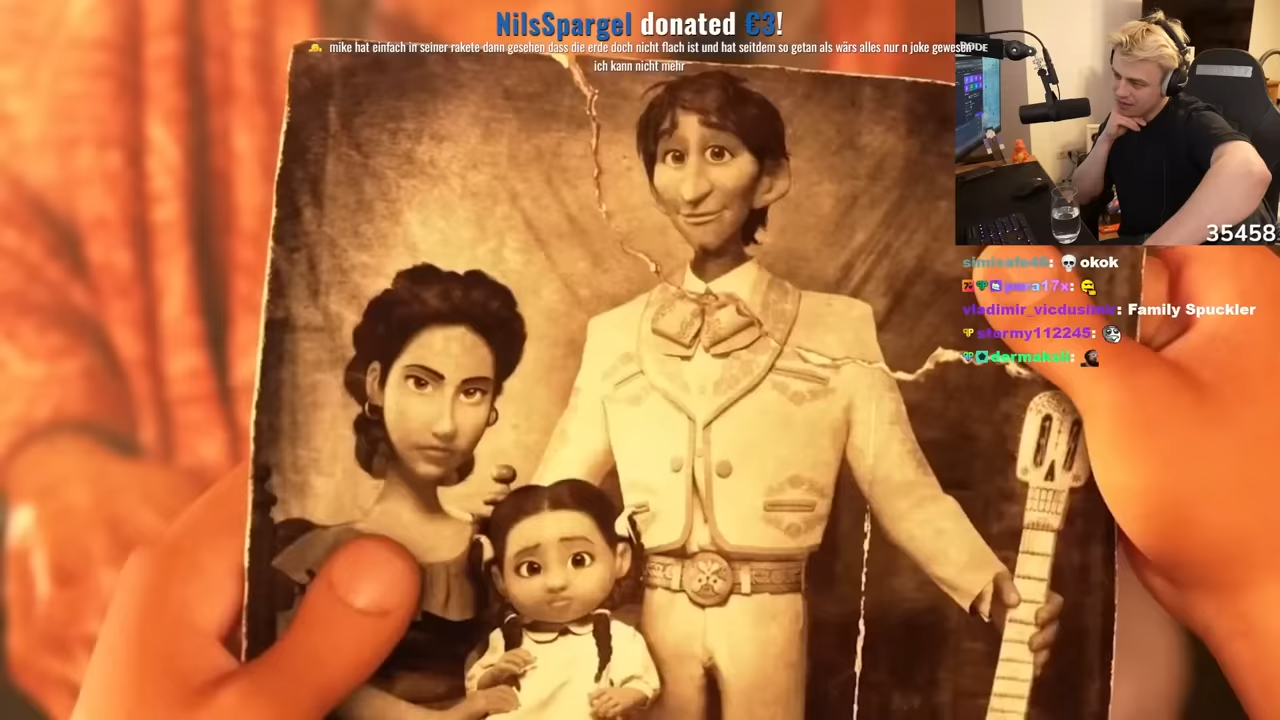 NilsSpargel donated €3!
mike hat einfach in seiner rakete dann gesehen dass die erde doch nicht flach ist und hat seitdem so getan als wärs alles nur n joke gewesen
ich kann nicht mehr
35458
: okok
: Family Spuckler
stormy112245: